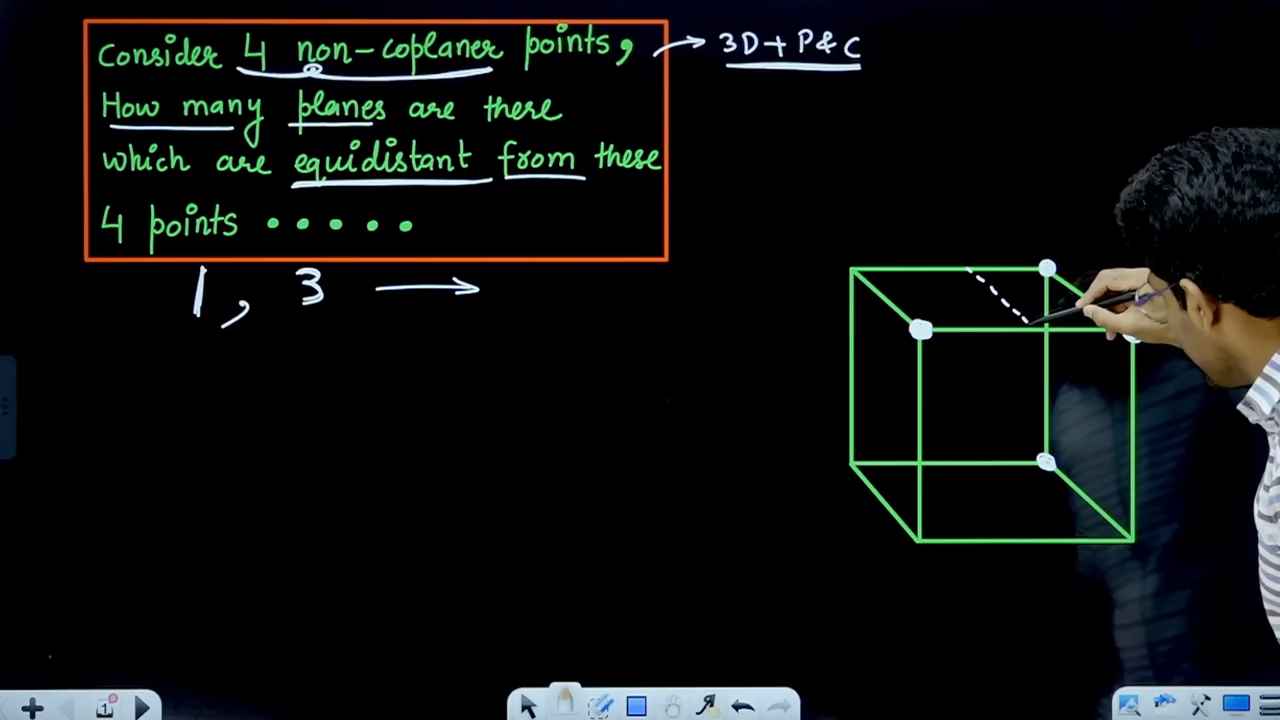 Consider 4 non-coplaner points,
How many planes are there
which are equidistant from these
4 points • • • • •
→ 3D + P & C
1, 3 →
1